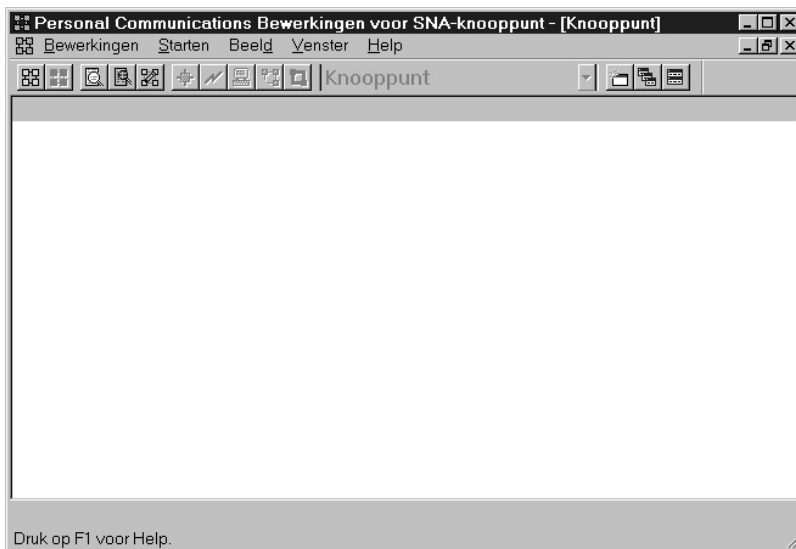 Personal Communications Bewerkingen voor SNA-knooppunt - [Knooppunt]
Bewerkingen Starten Beeld Venster Help
Knooppunt
Druk op F1 voor Help.